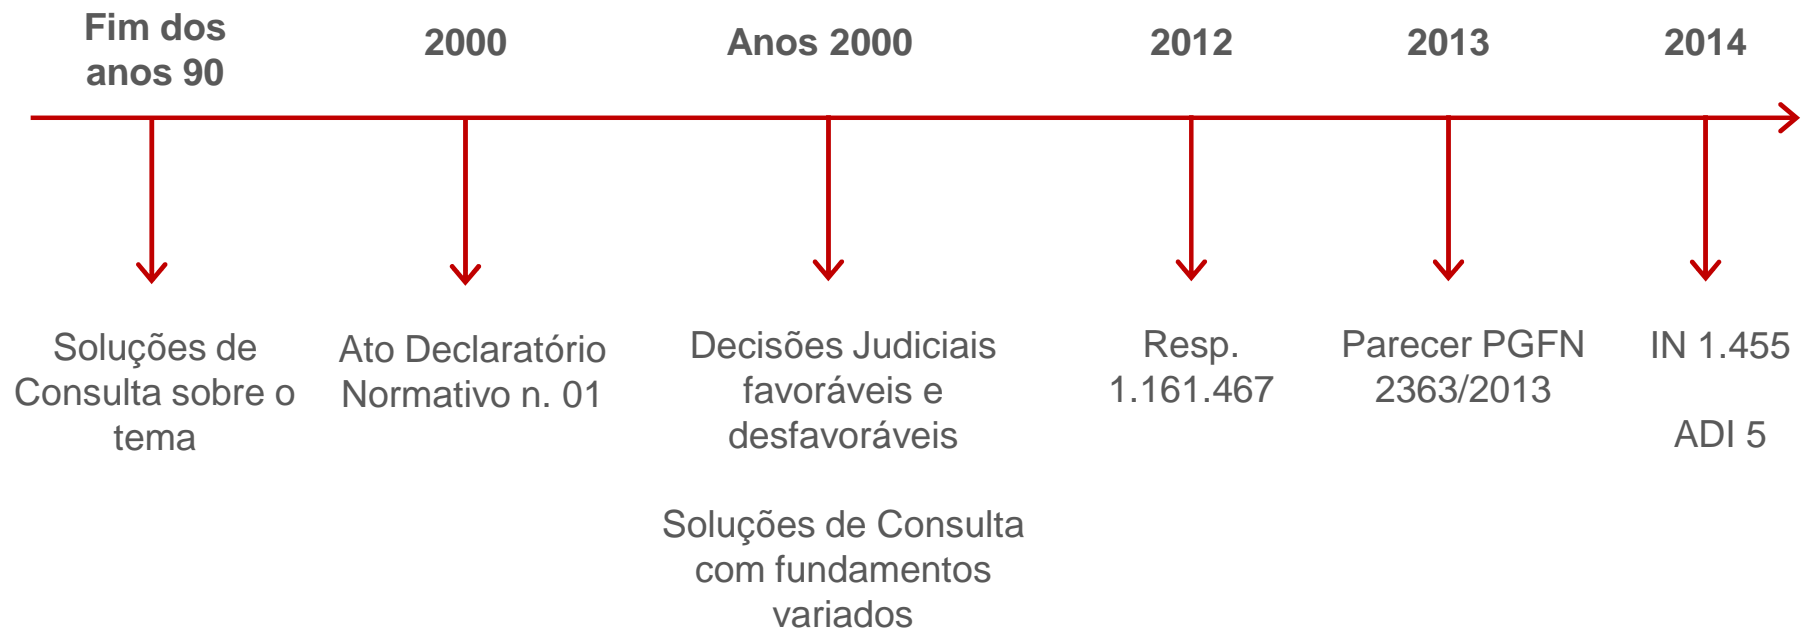 Fim dos
anos 90
2000
Anos 2000
2012
2013
2014
Soluções de
Consulta sobre o
tema
Ato Declaratório
Normativo n. 01
Decisões Judiciais
favoráveis e
desfavoráveis
Soluções de Consulta
com fundamentos
variados
Resp.
1.161.467
Parecer PGFN
2363/2013
IN 1.455
ADI 5